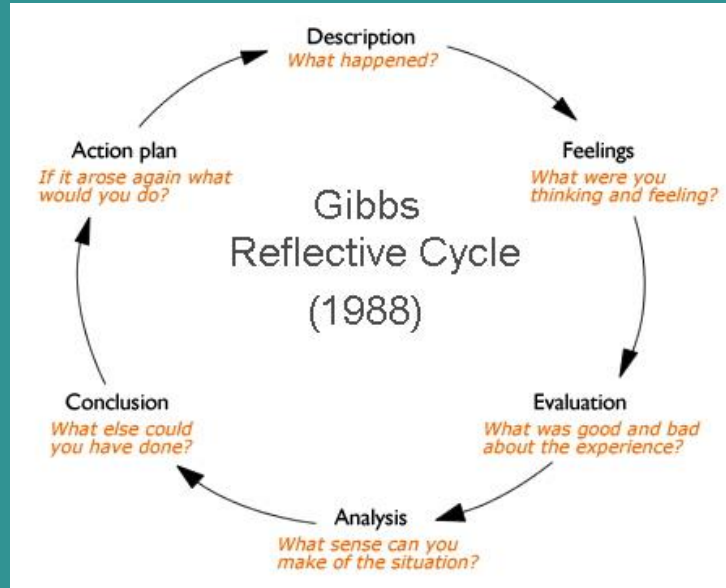 Description
What happened?
Feelings
What were you
thinking and feeling?
Evaluation
What was good and bad
about the experience?
Analysis
What sense can you
make of the situation?
Conclusion
What else could
you have done?
Action plan
If it arose again what
would you do?
Gibbs
Reflective Cycle
(1988)